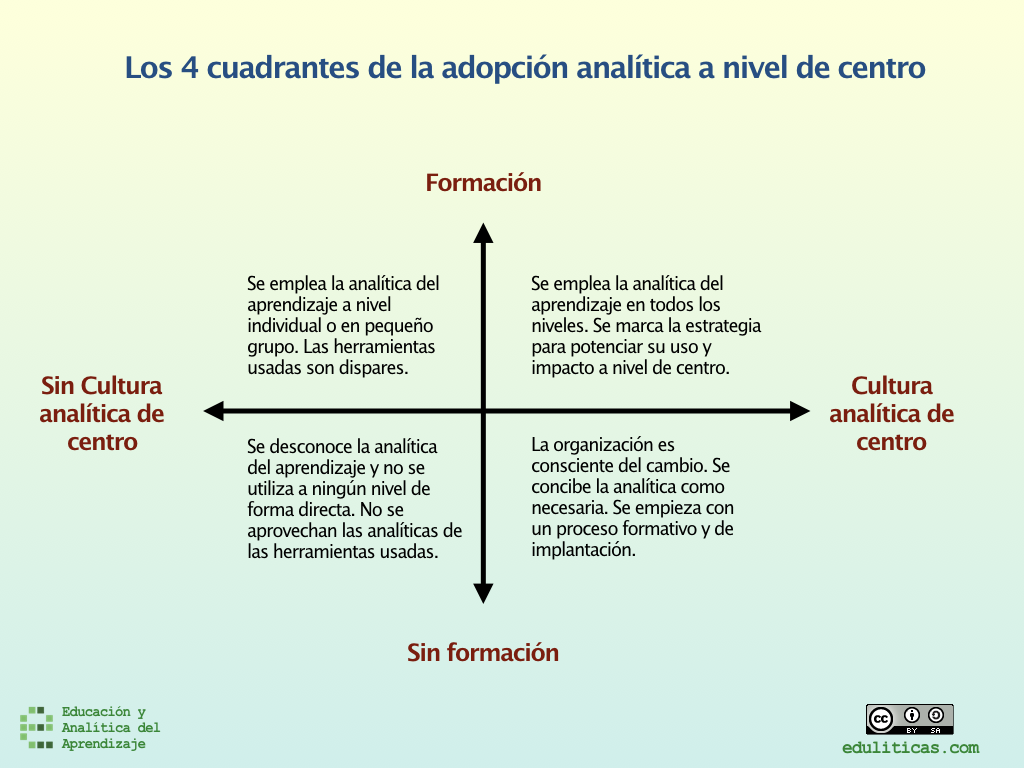 Los 4 cuadrantes de la adopción analítica a nivel de centro
Formación
Se emplea la analítica del
aprendizaje a nivel
individual o en pequeño
grupo. Las herramientas
usadas son dispares.
Se emplea la analítica del
aprendizaje en todos los
niveles. Se marca la estrategia
para potenciar su uso y
impacto a nivel de centro.
Sin Cultura
analítica de
centro
Cultura
analítica de
centro
Se desconoce la analítica
del aprendizaje y no se
utiliza a ningún nivel de
forma directa. No se
aprovechan las analíticas de
las herramientas usadas.
La organización es
consciente del cambio. Se
concibe la analítica como
necesaria. Se empieza con
un proceso formativo y de
implantación.
Sin formación
Educación y
Analítica del
Aprendizaje
cc
BY SA
eduliticas.com